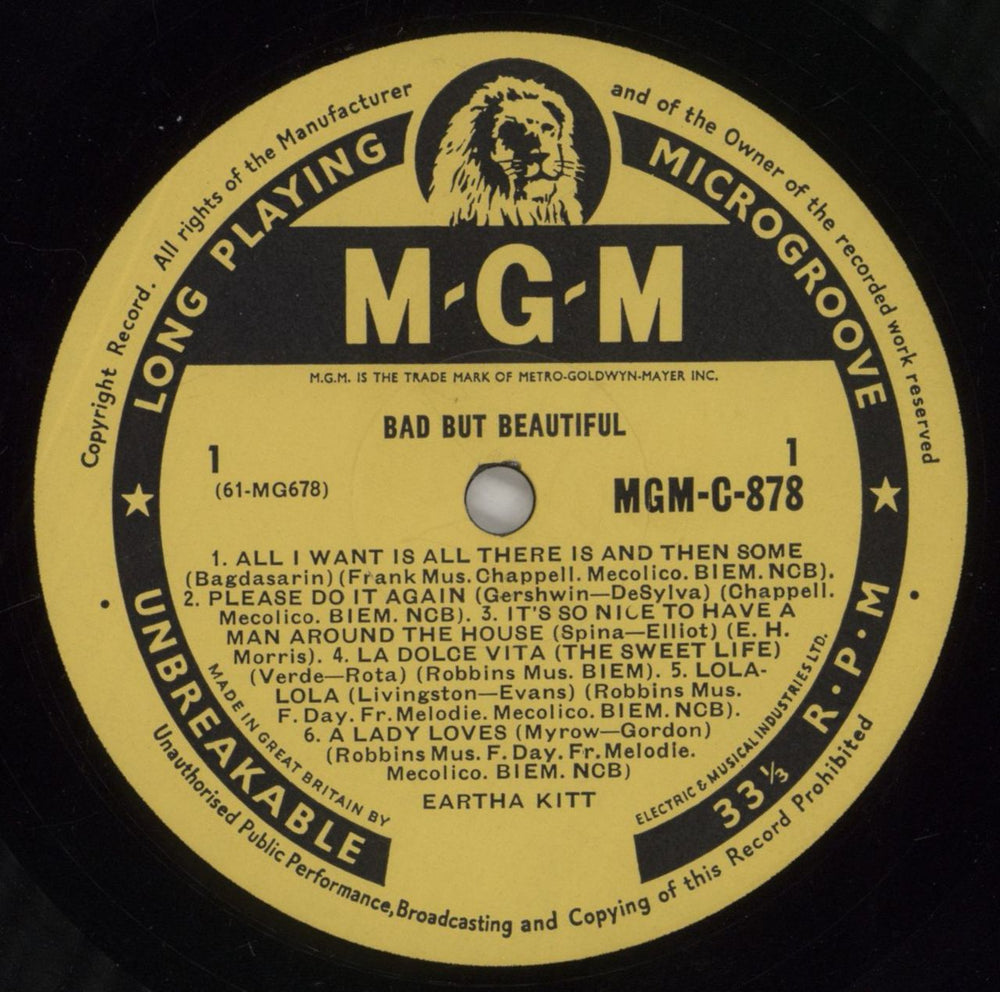 Copyright Record. All rights of the Manufacturer and of the Owner of the recorded work reserved
LONG PLAYING MICROGROOVE
M-G-M
M.G.M. IS THE TRADE MARK OF METRO-GOLDWYN-MAYER INC.
BAD BUT BEAUTIFUL
1 1
(61-MG678) MGM-C-878
1. ALL I WANT IS ALL THERE IS AND THEN SOME
(Bagdasarin) (Frank Mus. Chappell. Mecolico. BIEM. NCB).
2. PLEASE DO IT AGAIN (Gershwin—DeSylva) (Chappell.
Mecolico. BIEM. NCB). 3. IT'S SO NICE TO HAVE A
MAN AROUND THE HOUSE (Spina—Elliot) (E. H.
Morris). 4. LA DOLCE VITA (THE SWEET LIFE)
(Verde—Rota) (Robbins Mus. BIEM). 5. LOLA-
LOLA (Livingston—Evans) (Robbins Mus.
F. Day. Fr. Melodie. Mecolico. BIEM. NCB).
6. A LADY LOVES (Myrow—Gordon)
(Robbins Mus. F. Day. Fr. Melodie.
Mecolico. BIEM. NCB)
EARTHA KITT
MADE IN GREAT BRITAIN BY ELECTRIC & MUSICAL INDUSTRIES LTD.
UNBREAKABLE 33⅓ R·P·M
Unauthorised Public Performance, Broadcasting and Copying of this Record Prohibited